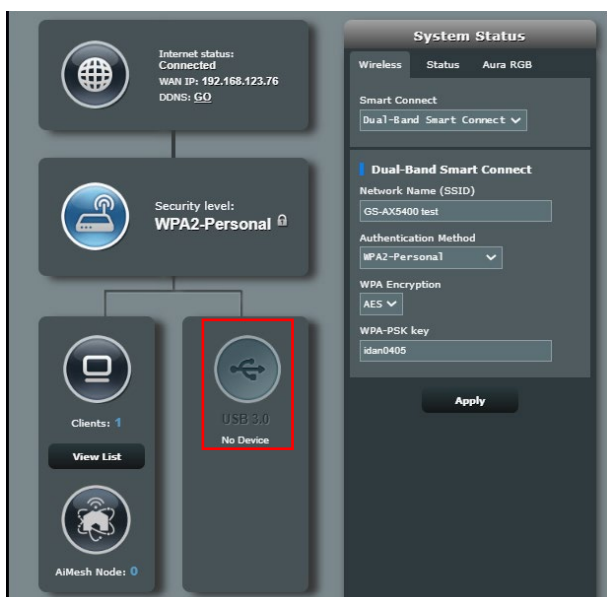 Internet status:
Connected
WAN IP: 192.168.123.76
DDNS: GO
Security level:
WPA2-Personal
Clients: 1
View List
AiMesh Node: 0
USB 3.0
No Device
System Status
Wireless Status Aura RGB
Smart Connect
Dual-Band Smart Connect
Dual-Band Smart Connect
Network Name (SSID)
GS-AX5400 test
Authentication Method
WPA2-Personal
WPA Encryption
AES
WPA-PSK key
idan0405
Apply